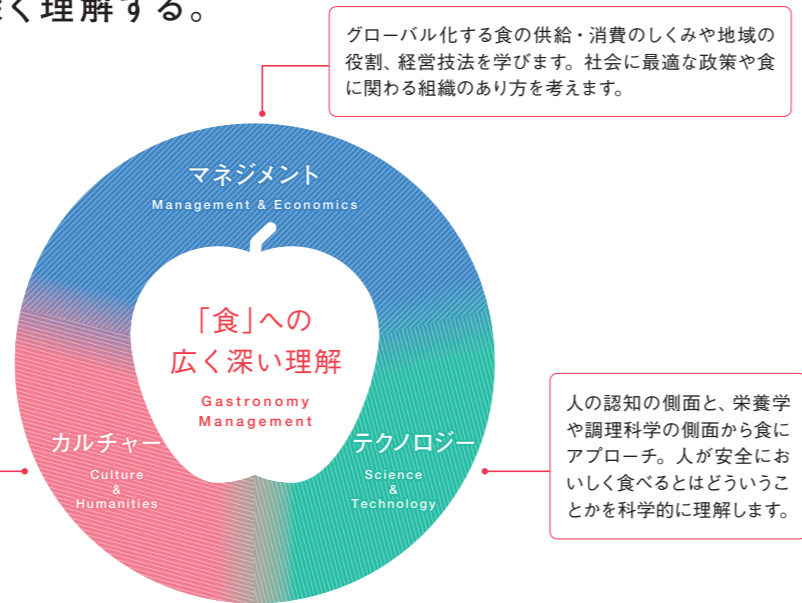 く理解する。
グローバル化する食の供給・消費のしくみや地域の
役割、経営技法を学びます。社会に最適な政策や食
に関わる組織のあり方を考えます。
マネジメント
Management & Economics
「食」への
広く深い理解
Gastronomy
Management
カルチャー
Culture
&
Humanities
テクノロジー
Science
&
Technology
人の認知の側面と、栄養学
や調理科学の側面から食に
アプローチ。人が安全にお
いしく食べるとはどういうこ
とかを科学的に理解します。